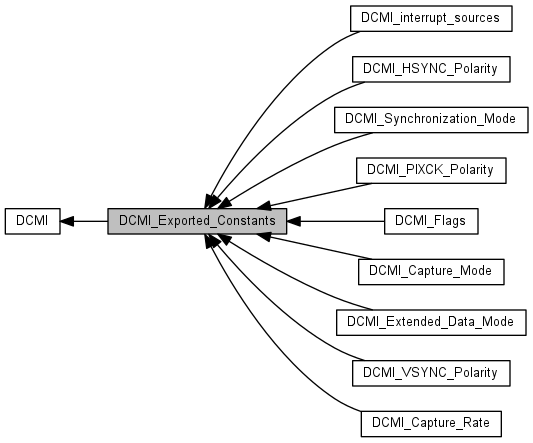 DCMI_interrupt_sources
DCMI_HSYNC_Polarity
DCMI_Synchronization_Mode
DCMI_PIXCK_Polarity
DCMI
DCMI_Exported_Constants
DCMI_Flags
DCMI_Capture_Mode
DCMI_Extended_Data_Mode
DCMI_VSYNC_Polarity
DCMI_Capture_Rate